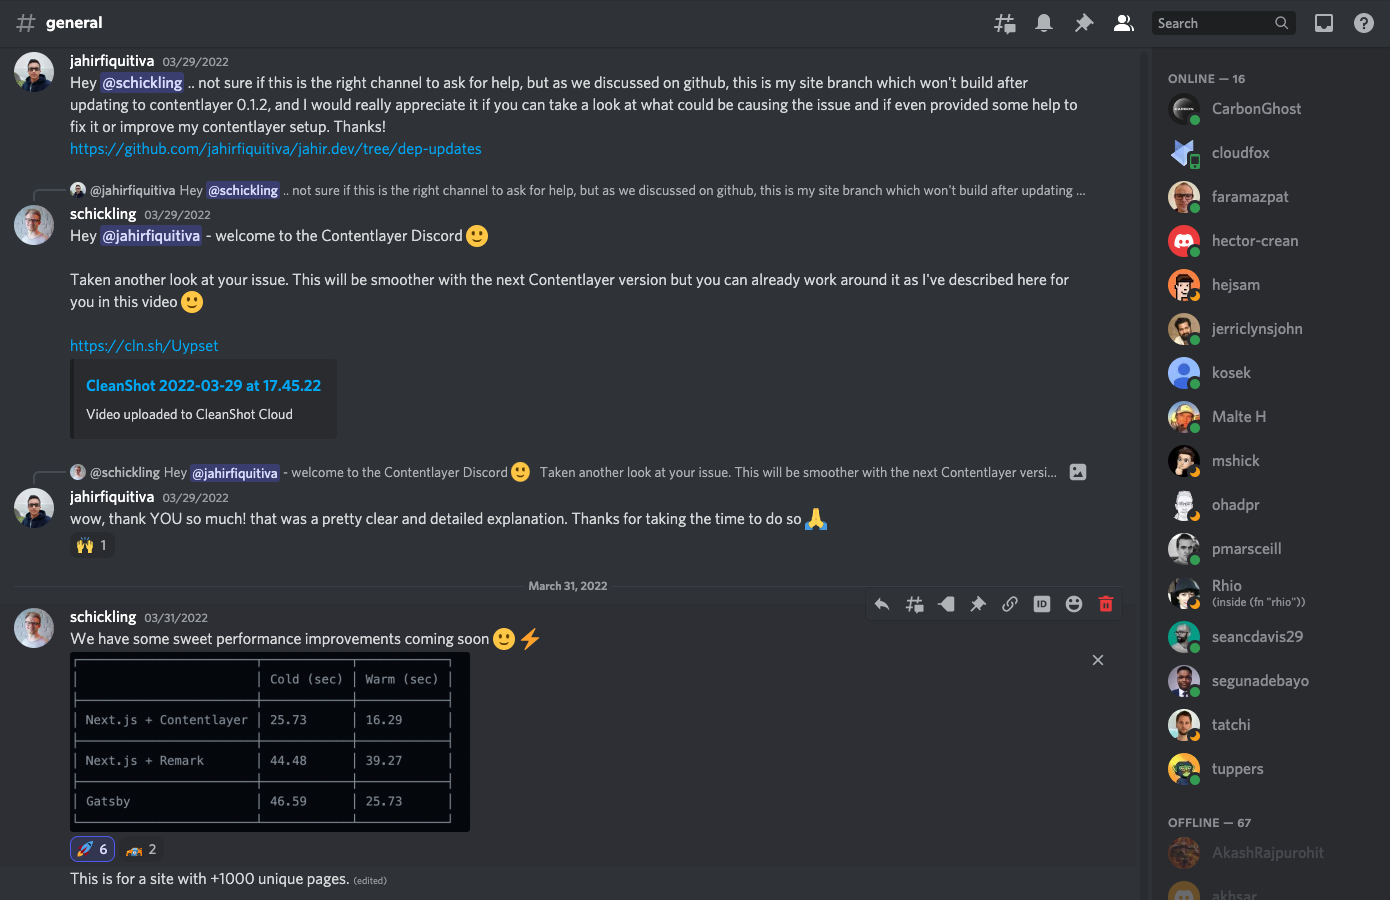 general
Search
jahirfiquitiva 03/29/2022
Hey @schickling .. not sure if this is the right channel to ask for help, but as we discussed on github, this is my site branch which won't build after
updating to contentlayer 0.1.2, and I would really appreciate it if you can take a look at what could be causing the issue and if even provided some help to
fix it or improve my contentlayer setup. Thanks!
https://github.com/jahirfiquitiva/jahir.dev/tree/dep-updates
@jahirfiquitiva Hey @schickling .. not sure if this is the right channel to ask for help, but as we discussed on github, this is my site branch which won't build after updating ...
schickling 03/29/2022
Hey @jahirfiquitiva - welcome to the Contentlayer Discord 🙂
Taken another look at your issue. This will be smoother with the next Contentlayer version but you can already work around it as I've described here for
you in this video 🙂
https://cln.sh/Uypset
CleanShot 2022-03-29 at 17.45.22
Video uploaded to CleanShot Cloud
@schickling Hey @jahirfiquitiva - welcome to the Contentlayer Discord 🙂 Taken another look at your issue. This will be smoother with the next Contentlayer versi...
jahirfiquitiva 03/29/2022
wow, thank YOU so much! that was a pretty clear and detailed explanation. Thanks for taking the time to do so 🙏
🙌 1
March 31, 2022
schickling 03/31/2022
ID
We have some sweet performance improvements coming soon 🙂 ⚡
Cold (sec) Warm (sec)
Next.js + Contentlayer 25.73 16.29
Next.js + Remark 44.48 39.27
Gatsby 46.59 25.73
🚀 6 2
This is for a site with +1000 unique pages. (edited)
ONLINE — 16
CarbonGhost
cloudfox
faramazpat
hector-crean
hejsam
jerriclynsjohn
kosek
Malte H
mshick
ohadpr
pmarsceill
Rhio
(inside (fn "rhio"))
seancdavis29
segunadebayo
tatchi
tuppers
OFFLINE — 67
AkashRajpurohit
akhsar